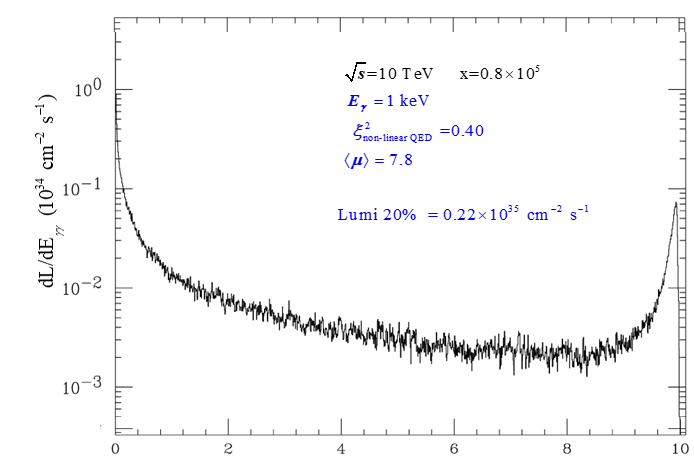 √s=10 TeV x=0.8×10⁵
E_γ = 1 keV
ξ²_non-linear QED =0.40
⟨μ⟩ = 7.8
Lumi 20% = 0.22×10³⁵ cm⁻² s⁻¹
dL/dE_γγ (10³⁴ cm⁻² s⁻¹)
10⁰
10⁻¹
10⁻²
10⁻³
0 2 4 6 8 10